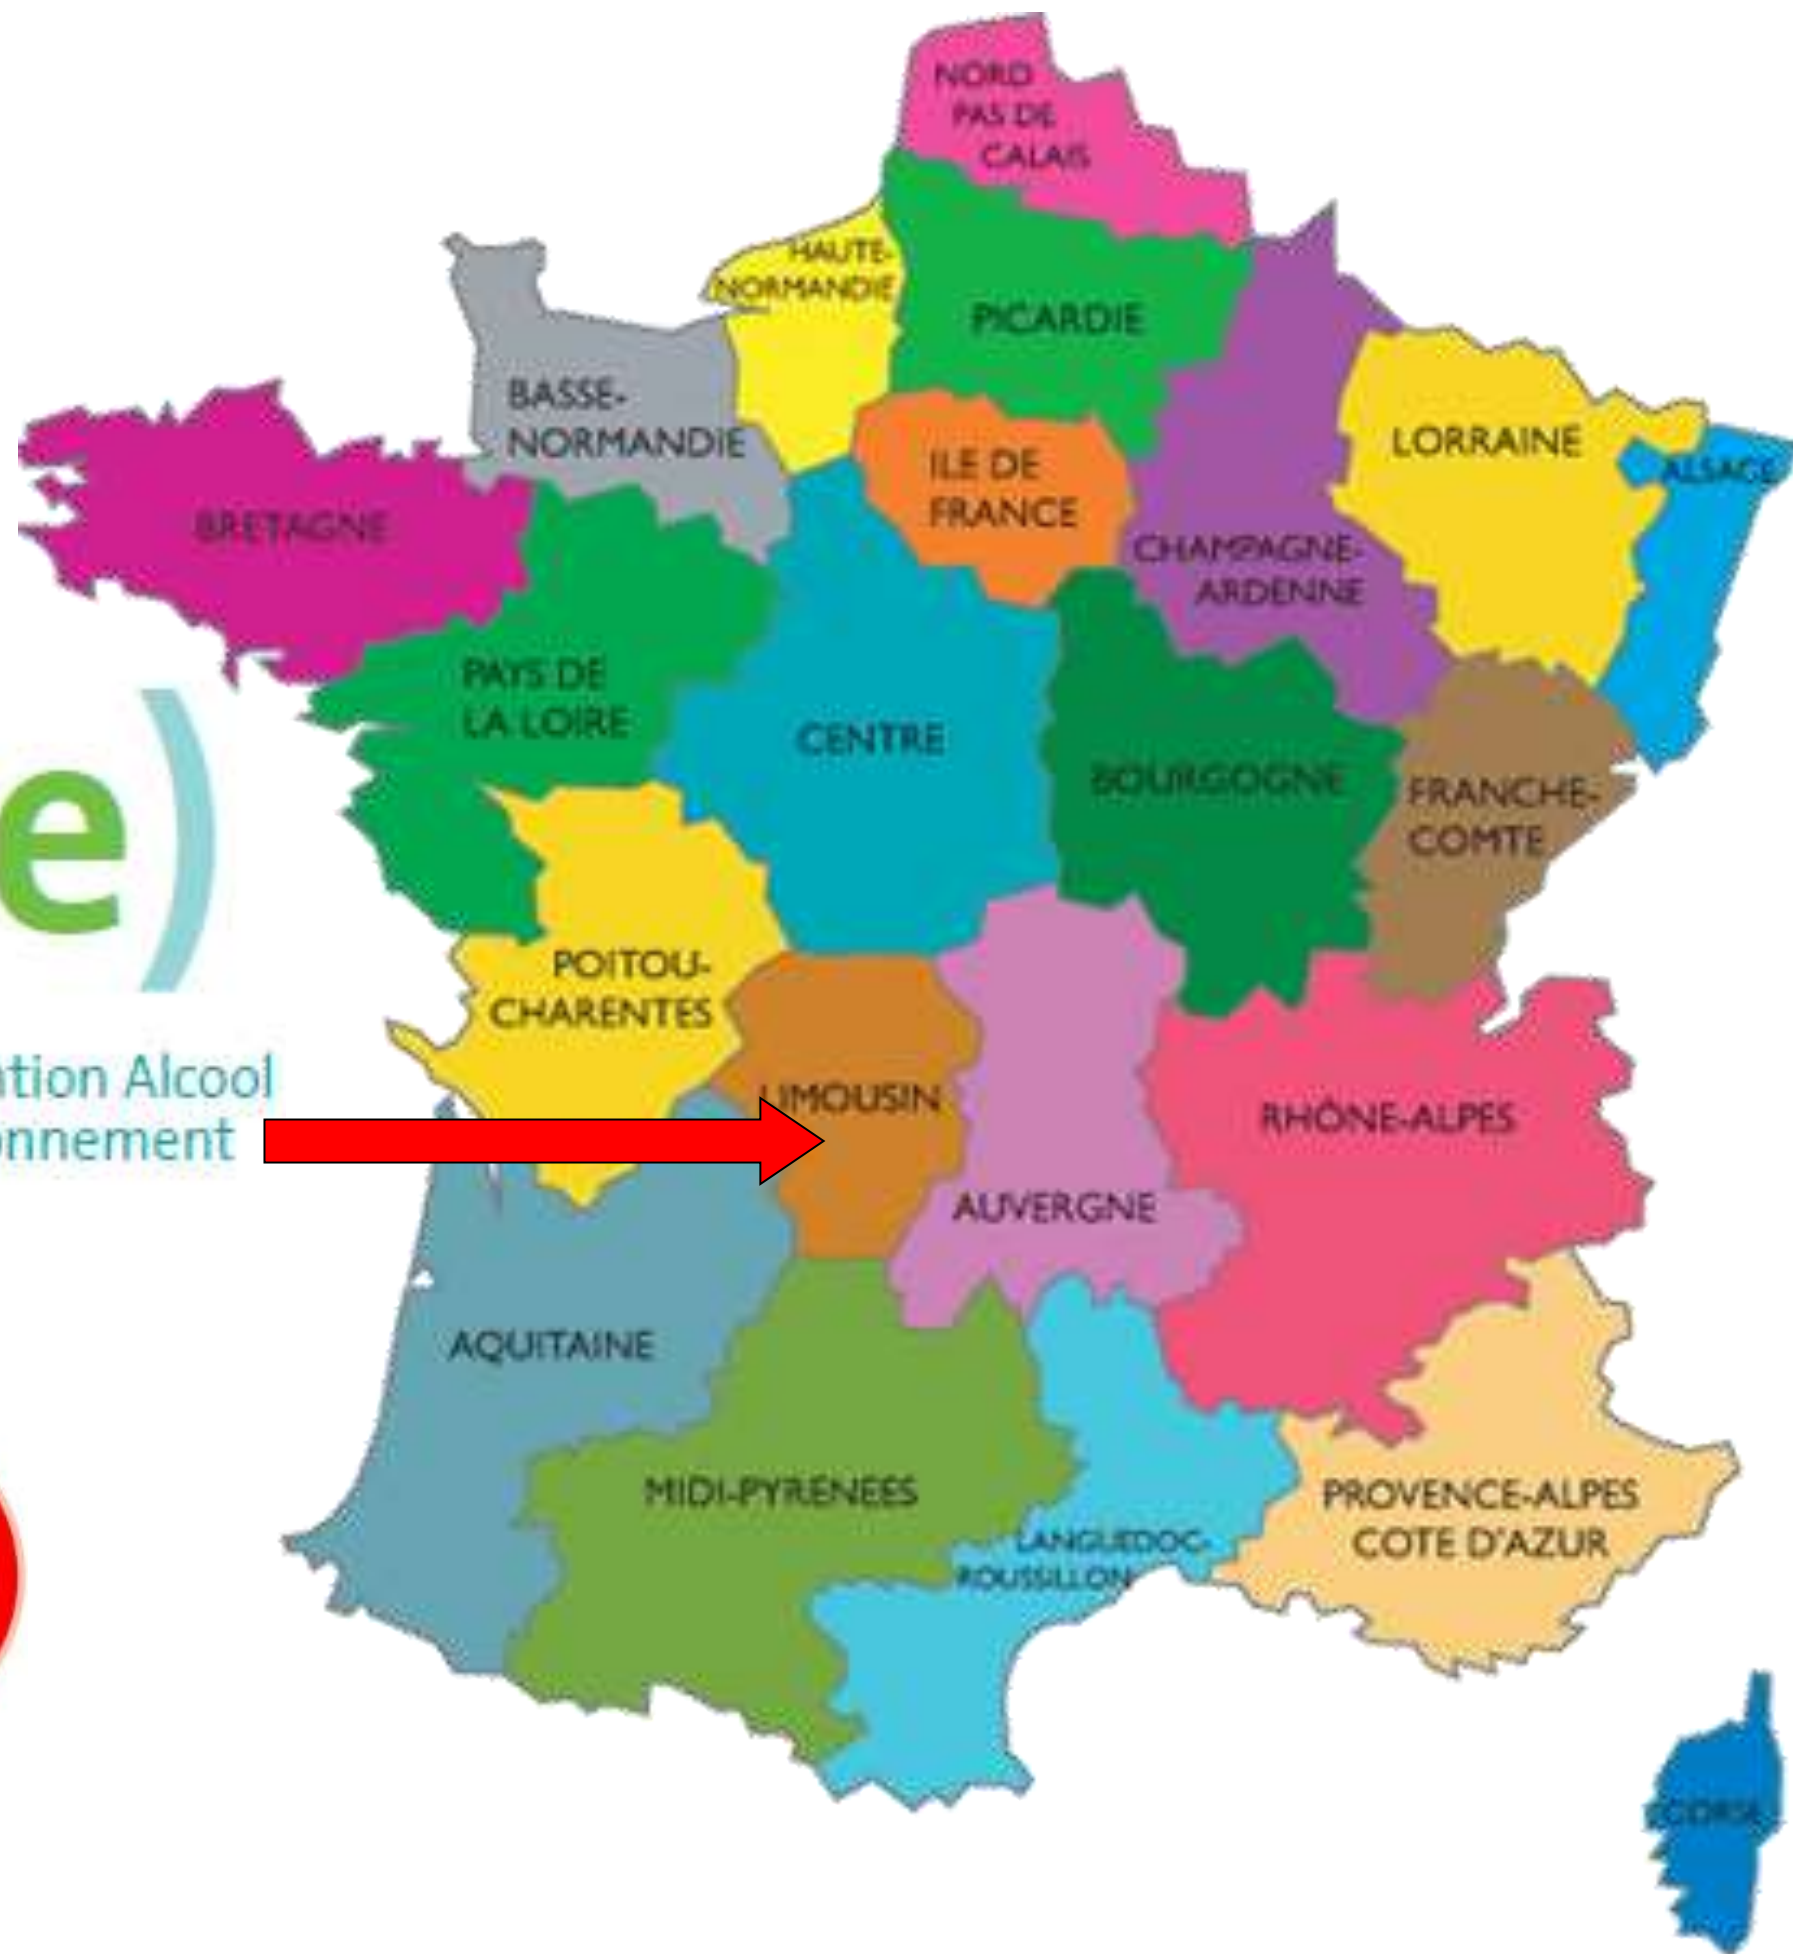 NORD
PAS DE
CALAIS
HAUTE-
NORMANDIE
PICARDIE
BASSE-
NORMANDIE
LORRAINE
ALSACE
ILE DE
FRANCE
BRETAGNE
CHAMPAGNE-
ARDENNE
PAYS DE
LA LOIRE
CENTRE
BOURGOGNE
FRANCHE-
COMTE
e)
POITOU-
CHARENTES
ation Alcool
onnement
LIMOUSIN
RHÔNE-ALPES
AUVERGNE
AQUITAINE
MIDI-PYRENEES
PROVENCE-ALPES
COTE D'AZUR
LANGUEDOC-
ROUSSILLON
CORSE